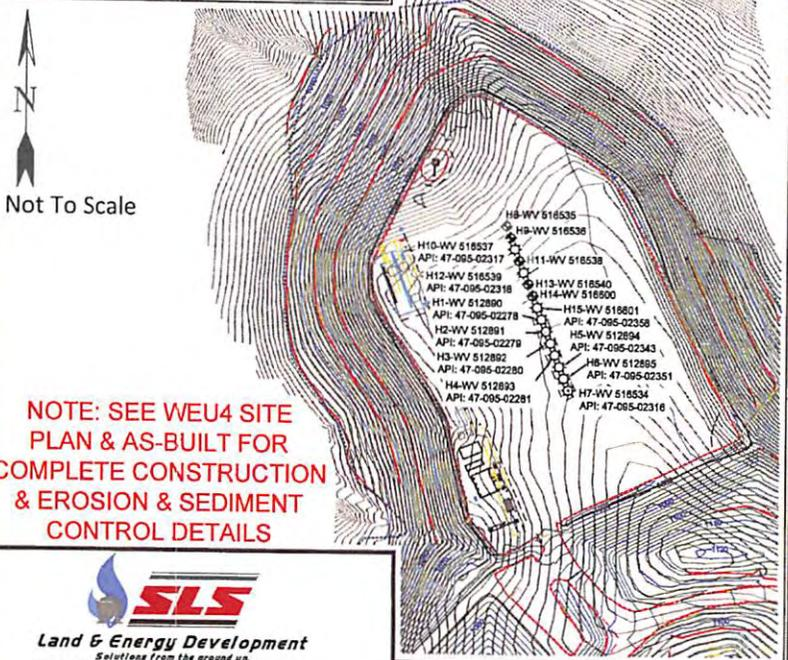 N
Not To Scale
H8-WV 516535
H9-WV 516536
H10-WV 516537
API: 47-095-02317
H11-WV 516538
H12-WV 516539
API: 47-095-02318
H13-WV 516540
H14-WV 516600
H1-WV 512890
API: 47-095-02278
H15-WV 516601
API: 47-095-02358
H2-WV 512891
API: 47-095-02279
H5-WV 512894
API: 47-095-02343
H3-WV 512892
API: 47-095-02280
H6-WV 512895
API: 47-095-02351
H4-WV 512893
API: 47-095-02281
H7-WV 516534
API: 47-095-02316
NOTE: SEE WEU4 SITE
PLAN & AS-BUILT FOR
COMPLETE CONSTRUCTION
& EROSION & SEDIMENT
CONTROL DETAILS
SLS
Land & Energy Development
Solutions from the ground up.